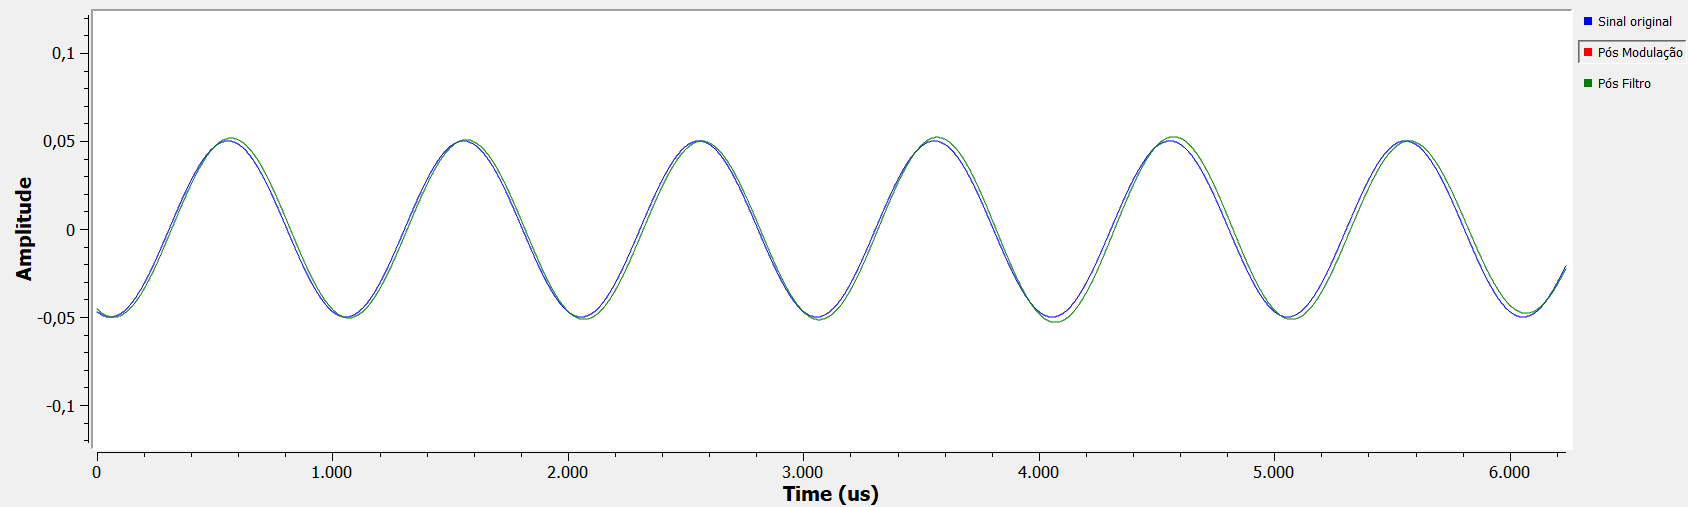 Sinal original
Pós Modulação
Pós Filtro
0,1
0,05
0
-0,05
-0,1
Amplitude
0 1.000 2.000 3.000 4.000 5.000 6.000
Time (us)